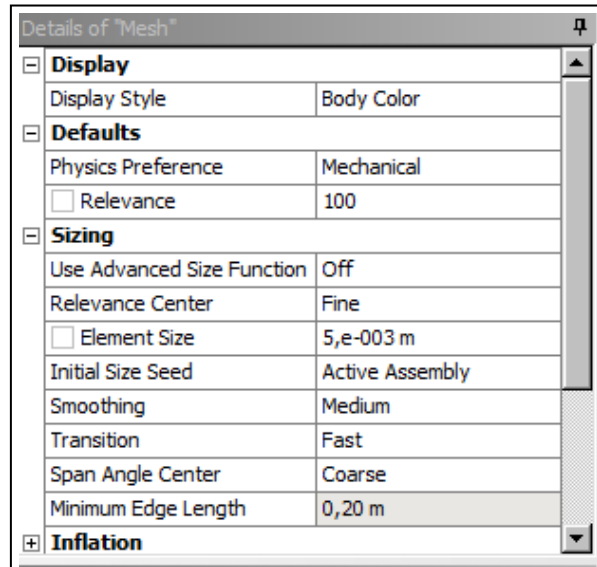 Details of "Mesh"
Display
Display Style Body Color
Defaults
Physics Preference Mechanical
Relevance 100
Sizing
Use Advanced Size Function Off
Relevance Center Fine
Element Size 5,e-003 m
Initial Size Seed Active Assembly
Smoothing Medium
Transition Fast
Span Angle Center Coarse
Minimum Edge Length 0,20 m
Inflation